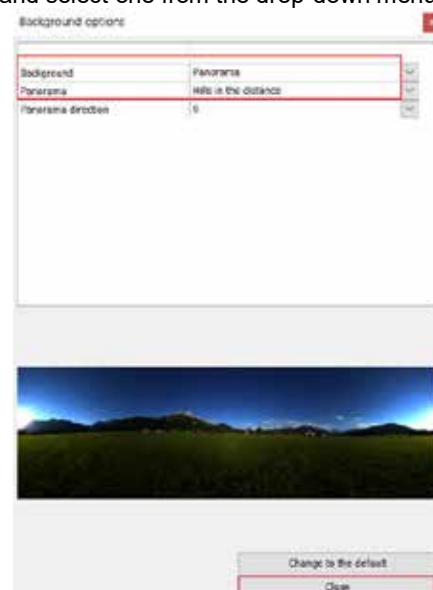 and select one from the drop-down menu
Background options
Background Panorama
Panorama Hills in the distance
Panorama direction 0
Change to the default
Close